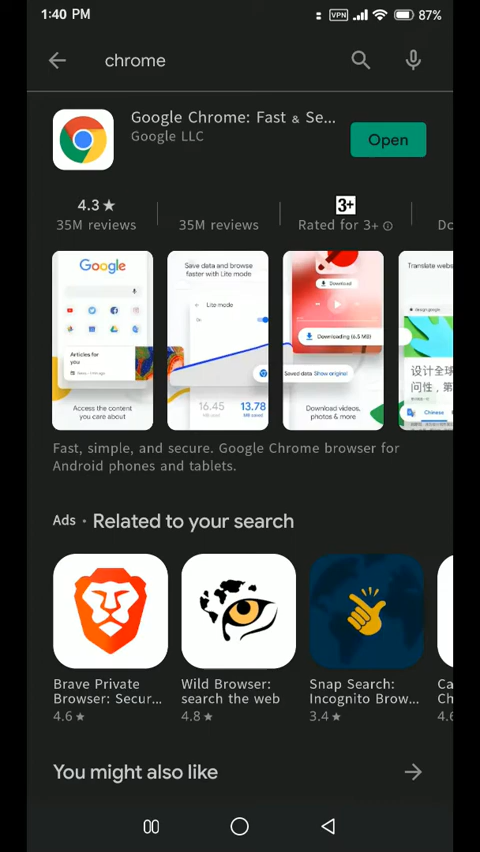 1:40 PM
VPN
87%
chrome
Google Chrome: Fast & Se...
Google LLC
Open
4.3★
35M reviews
35M reviews
3+
Rated for 3+
Do
Google
Articles for
you
Access the content
you care about
Save data and browse
faster with Lite mode
Lite mode
16.45
13.78
Download
Downloading (6.5 MB)
Saved data Show original
Download videos,
photos & more
Translate webs
设计全球
问性，第
Chinese
Fast, simple, and secure. Google Chrome browser for
Android phones and tablets.
Ads • Related to your search
Brave Private
Browser: Secur...
4.6★
Wild Browser:
search the web
4.8★
Snap Search:
Incognito Brow...
3.4★
Ca
Ch
4.6
You might also like